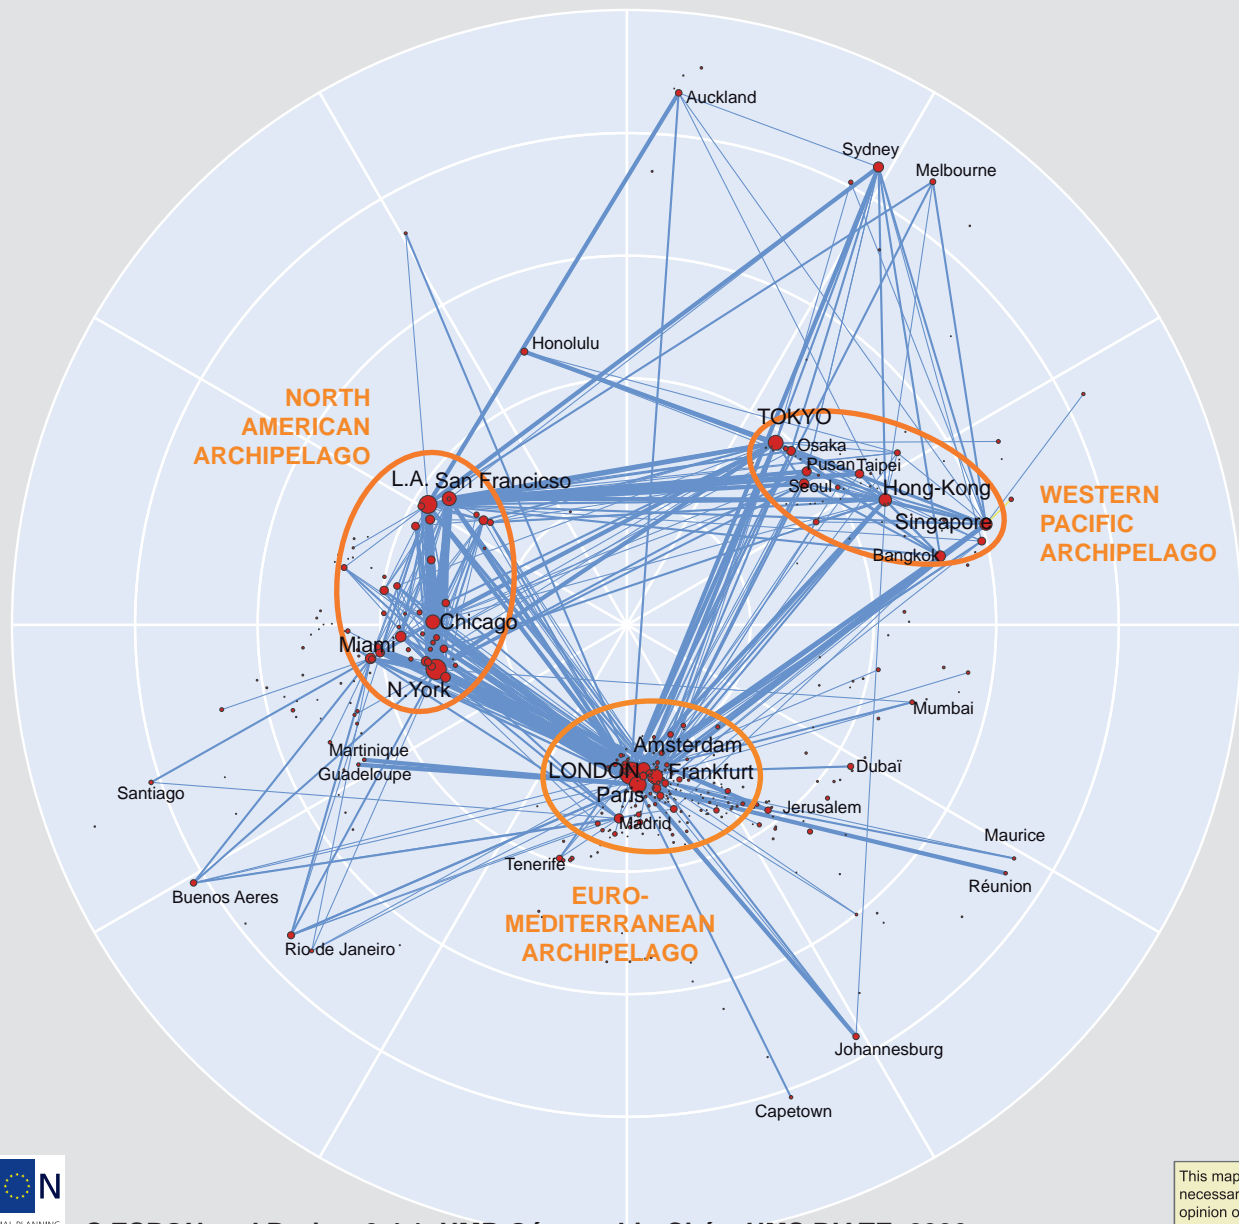 Auckland
Sydney
Melbourne
Honolulu
NORTH
AMERICAN
ARCHIPELAGO
TOKYO
Osaka
Pusan
Taipei
Seoul
L.A.
San Francicso
Hong-Kong
Singapore
Bangkok
WESTERN
PACIFIC
ARCHIPELAGO
Chicago
Miami
N.York
Mumbai
Martinique
Guadeloupe
Amsterdam
LONDON
Frankfurt
Paris
Dubaï
Santiago
Madrid
Jerusalem
Maurice
Réunion
Tenerife
Buenos Aeres
EURO-
MEDITERRANEAN
ARCHIPELAGO
Rio de Janeiro
Johannesburg
Capetown
N
This map
opinion o